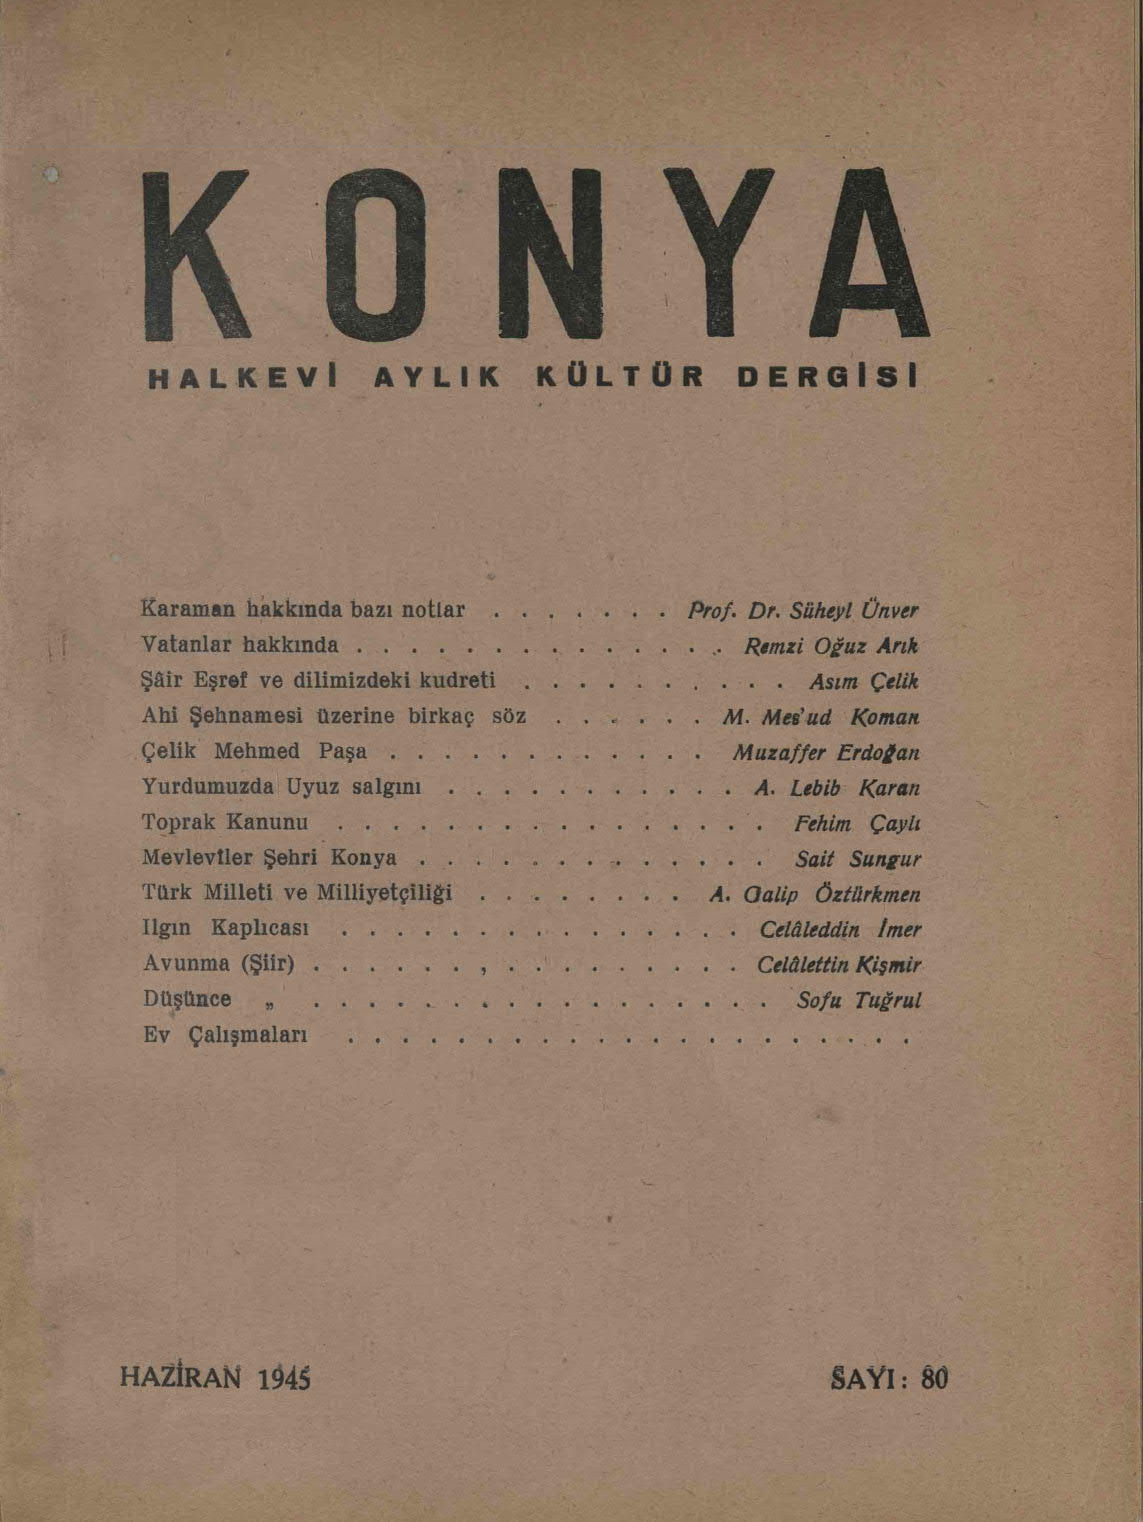 KONYA
HALKEVİ AYLIK KÜLTÜR DERGİSİ
Karaman hakkında bazı notlar . . . . . . . Prof. Dr. Süheyl Ünver
Vatanlar hakkında . . . . . . . . . . . . . . Remzi Oğuz Arık
Şâir Eşref ve dilimizdeki kudreti . . . . . . . . . . Asım Çelik
Ahi Şehnamesi üzerine birkaç söz . . . . . . M. Mes'ud Koman
Çelik Mehmed Paşa . . . . . . . . . . . . Muzaffer Erdoğan
Yurdumuzda Uyuz salgını . . . . . . . . . . . A. Lebib Karan
Toprak Kanunu . . . . . . . . . . . . . . . . Fehim Çaylı
Mevleviler Şehri Konya . . . . . . . . . . . . . Sait Sungur
Türk Milleti ve Milliyetçiliği . . . . . . . . A. Galip Öztürkmen
Ilgın Kaplıcası . . . . . . . . . . . . . . . Celâleddin İmer
Avunma (Şiir) . . . . . . , . . . . . . . . . Celâlettin Kişmir
Düşünce „ . . . . . . . . . . . . . . . . . Sofu Tuğrul
Ev Çalışmaları . . . . . . . . . . . . . . . . . . . . .
HAZİRAN 1945
SAYI: 80